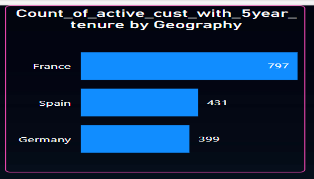 Count_of_active_cust_with_5year_
tenure by Geography
France 797
Spain 431
Germany 399